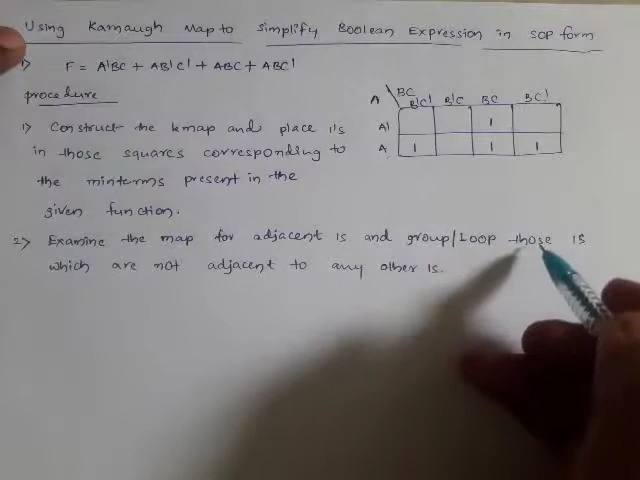 Using Karnaugh Map to simplify Boolean Expression in SOP form
1) F = A'BC + AB'C' + ABC + ABC'
procedure
1) Construct the kmap and place 1s
in those squares corresponding to
the minterms present in the
given function.
A \ BC B'C' B'C BC BC'
A' 1
A 1 1 1
2) Examine the map for adjacent 1s and group/Loop those 1s
which are not adjacent to any other 1s.